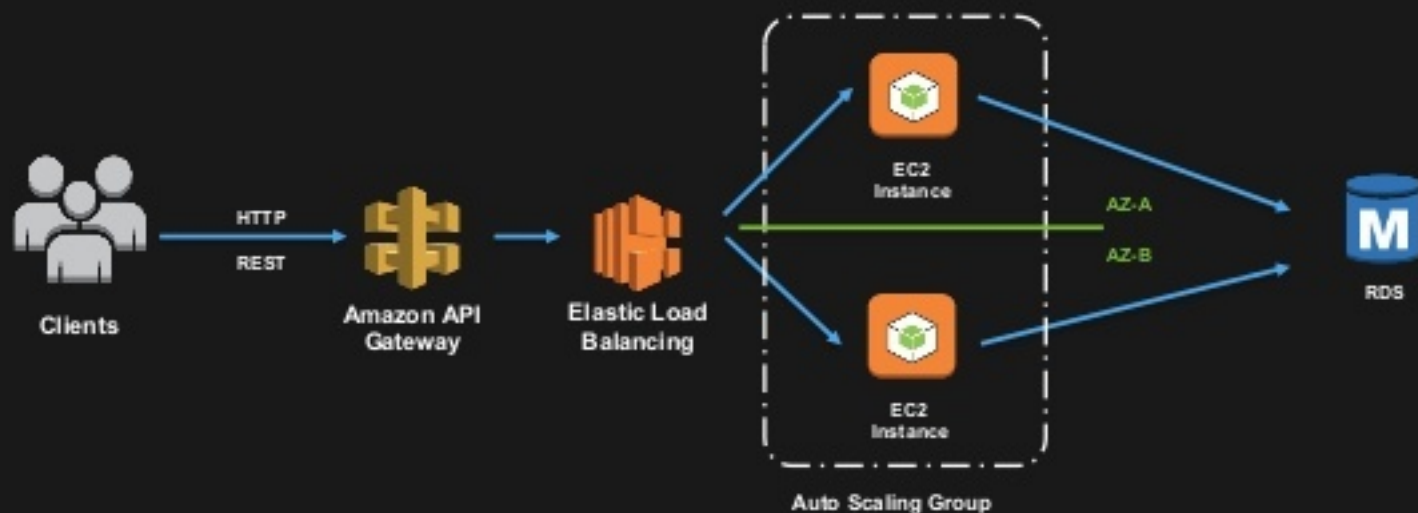 Clients
HTTP
REST
Amazon API
Gateway
Elastic Load
Balancing
EC2
Instance
AZ-A
AZ-B
EC2
Instance
Auto Scaling Group
M
RDS